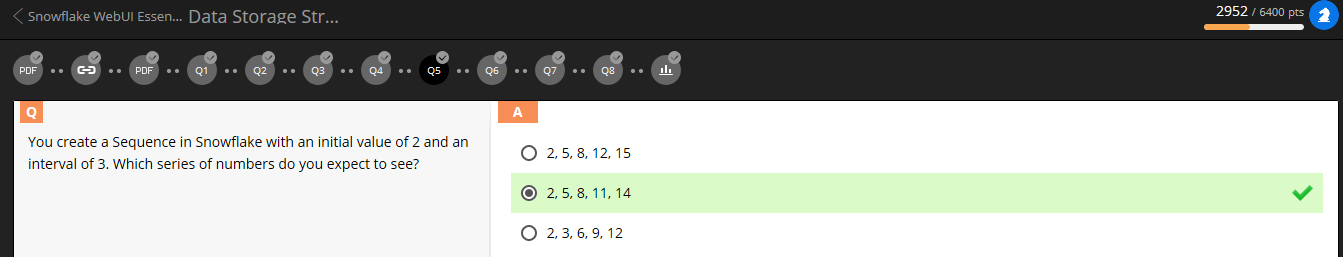 Snowflake WebUI Essen... Data Storage Str...
2952 / 6400 pts
PDF
PDF
Q1
Q2
Q3
Q4
Q5
Q6
Q7
Q8
Q
You create a Sequence in Snowflake with an initial value of 2 and an
interval of 3. Which series of numbers do you expect to see?
A
2, 5, 8, 12, 15
2, 5, 8, 11, 14
2, 3, 6, 9, 12